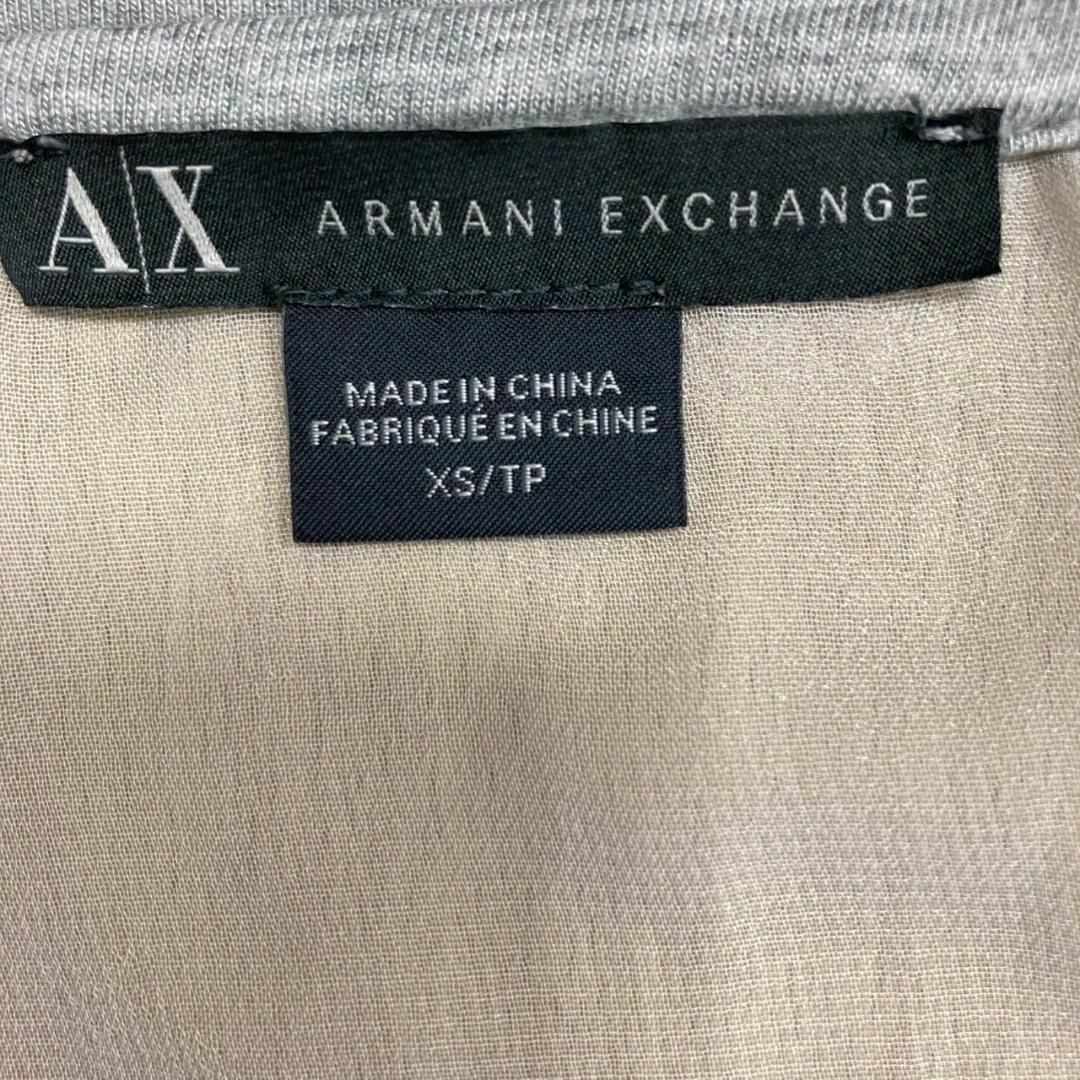 A|X ARMANI EXCHANGE
MADE IN CHINA
FABRIQUÉ EN CHINE
XS/TP